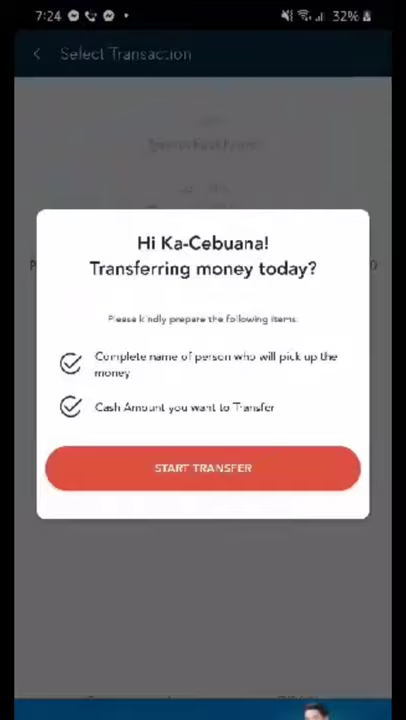 7:24
32%
Select Transaction
Hi Ka-Cebuana!
Transferring money today?
Please kindly prepare the following items:
Complete name of person who will pick up the
money
Cash Amount you want to Transfer
START TRANSFER